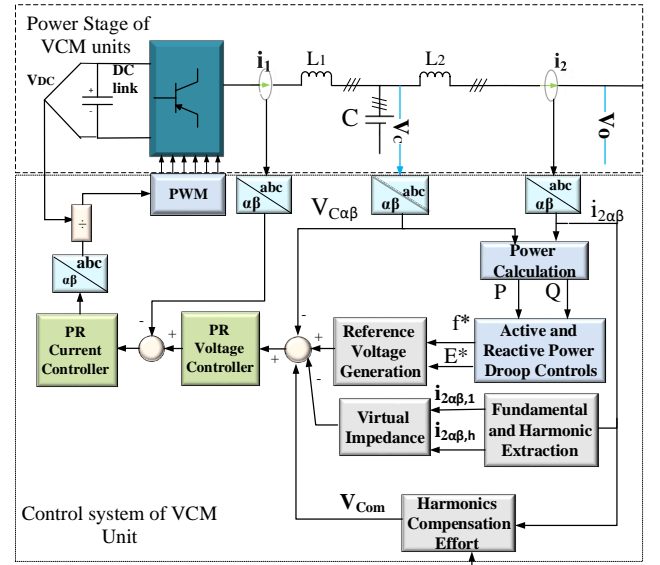 Power Stage of
VCM units
VDC
DC
link
+
-
i1
L1
L2
i2
C
Vc
Vo
PWM
abc
αβ
abc
αβ
abc
αβ
VCαβ
i2αβ
÷
abc
αβ
Power
Calculation
P
Q
PR
Current
Controller
-
+
PR
Voltage
Controller
-
+
+
-
Reference
Voltage
Generation
f*
E*
Active and
Reactive Power
Droop Controls
Virtual
Impedance
i2αβ,1
i2αβ,h
Fundamental
and Harmonic
Extraction
VCom
Harmonics
Compensation
Effort
Control system of VCM
Unit